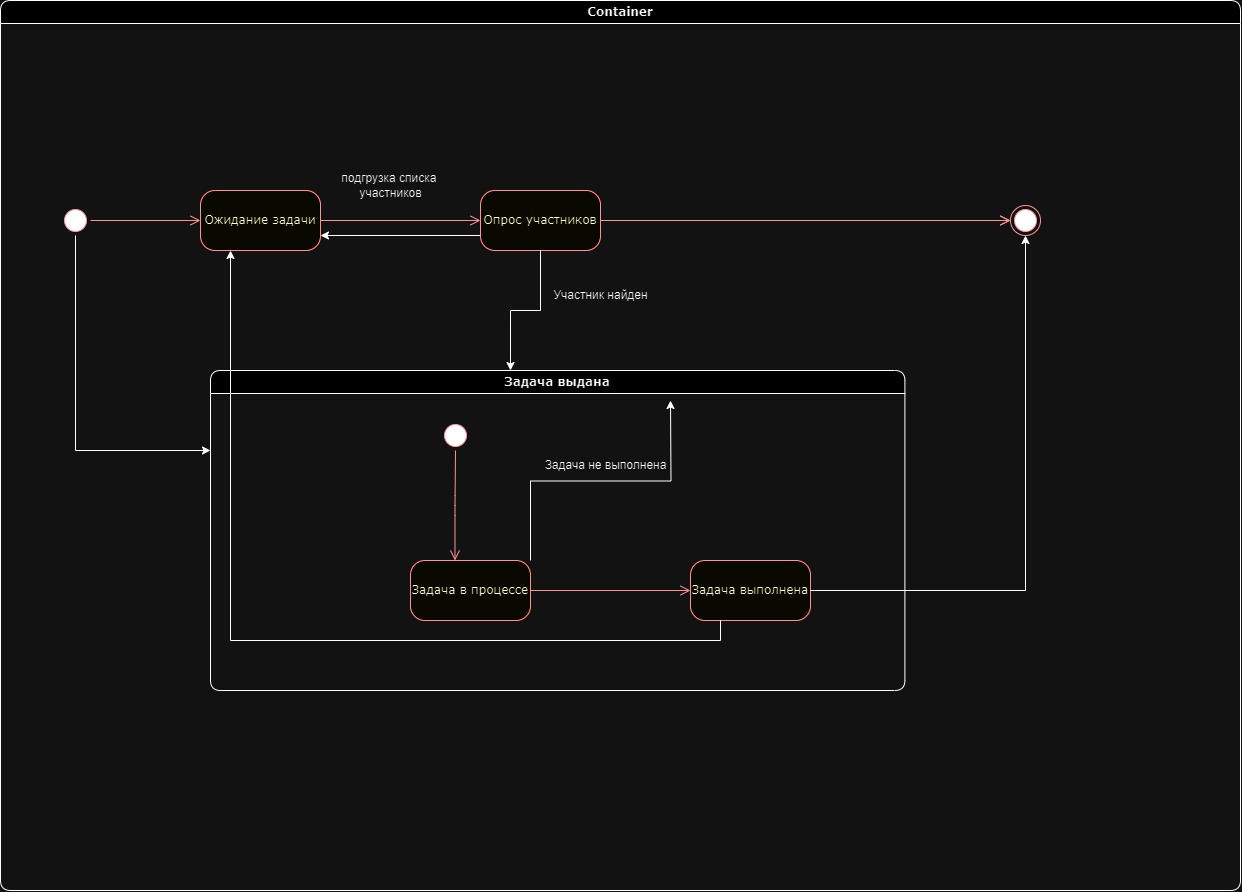 Container
подгрузка списка
участников
Ожидание задачи
Опрос участников
Участник найден
Задача выдана
Задача не выполнена
Задача в процессе
Задача выполнена